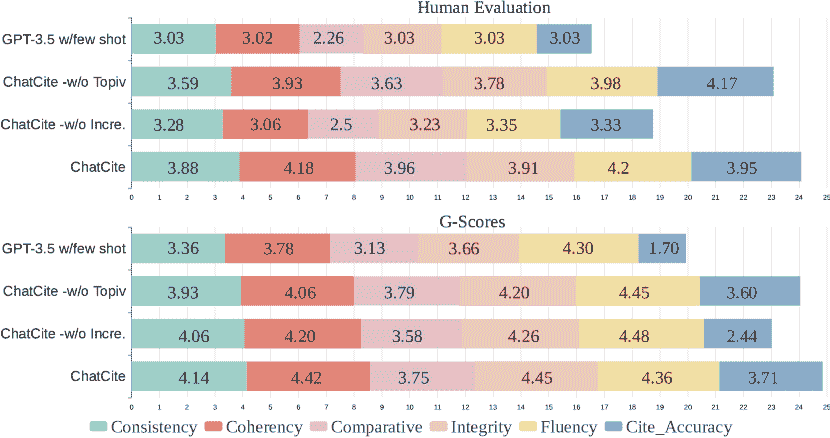 Human Evaluation
GPT-3.5 w/few shot 3.03 3.02 2.26 3.03 3.03 3.03
ChatCite -w/o Topiv 3.59 3.93 3.63 3.78 3.98 4.17
ChatCite -w/o Incre. 3.28 3.06 2.5 3.23 3.35 3.33
ChatCite 3.88 4.18 3.96 3.91 4.2 3.95
0 1 2 3 4 5 6 7 8 9 10 11 12 13 14 15 16 17 18 19 20 21 22 23 24 25
G-Scores
GPT-3.5 w/few shot 3.36 3.78 3.13 3.66 4.30 1.70
ChatCite -w/o Topiv 3.93 4.06 3.79 4.20 4.45 3.60
ChatCite -w/o Incre. 4.06 4.20 3.58 4.26 4.48 2.44
ChatCite 4.14 4.42 3.75 4.45 4.36 3.71
0 1 2 3 4 5 6 7 8 9 10 11 12 13 14 15 16 17 18 19 20 21 22 23 24 25
Consistency Coherency Comparative Integrity Fluency Cite_Accuracy